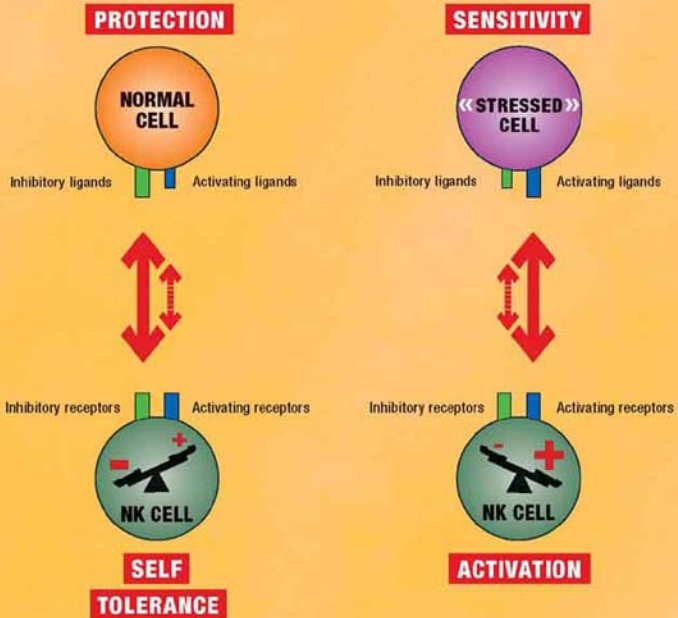 PROTECTION
NORMAL
CELL
Inhibitory ligands
Activating ligands
Inhibitory receptors
Activating receptors
-
+
NK CELL
SELF
TOLERANCE
SENSITIVITY
«STRESSED»
CELL
Inhibitory ligands
Activating ligands
Inhibitory receptors
Activating receptors
-
+
NK CELL
ACTIVATION